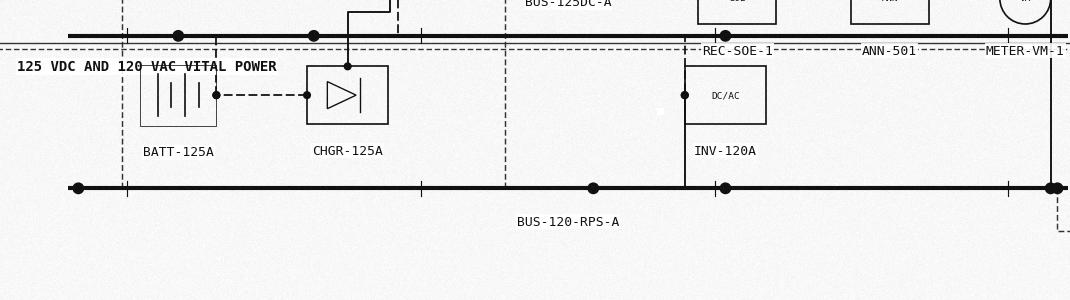 BUS-125DC-A
REC-SOE-1
ANN-501
METER-VM-1
125 VDC AND 120 VAC VITAL POWER
DC/AC
BATT-125A
CHGR-125A
INV-120A
BUS-120-RPS-A